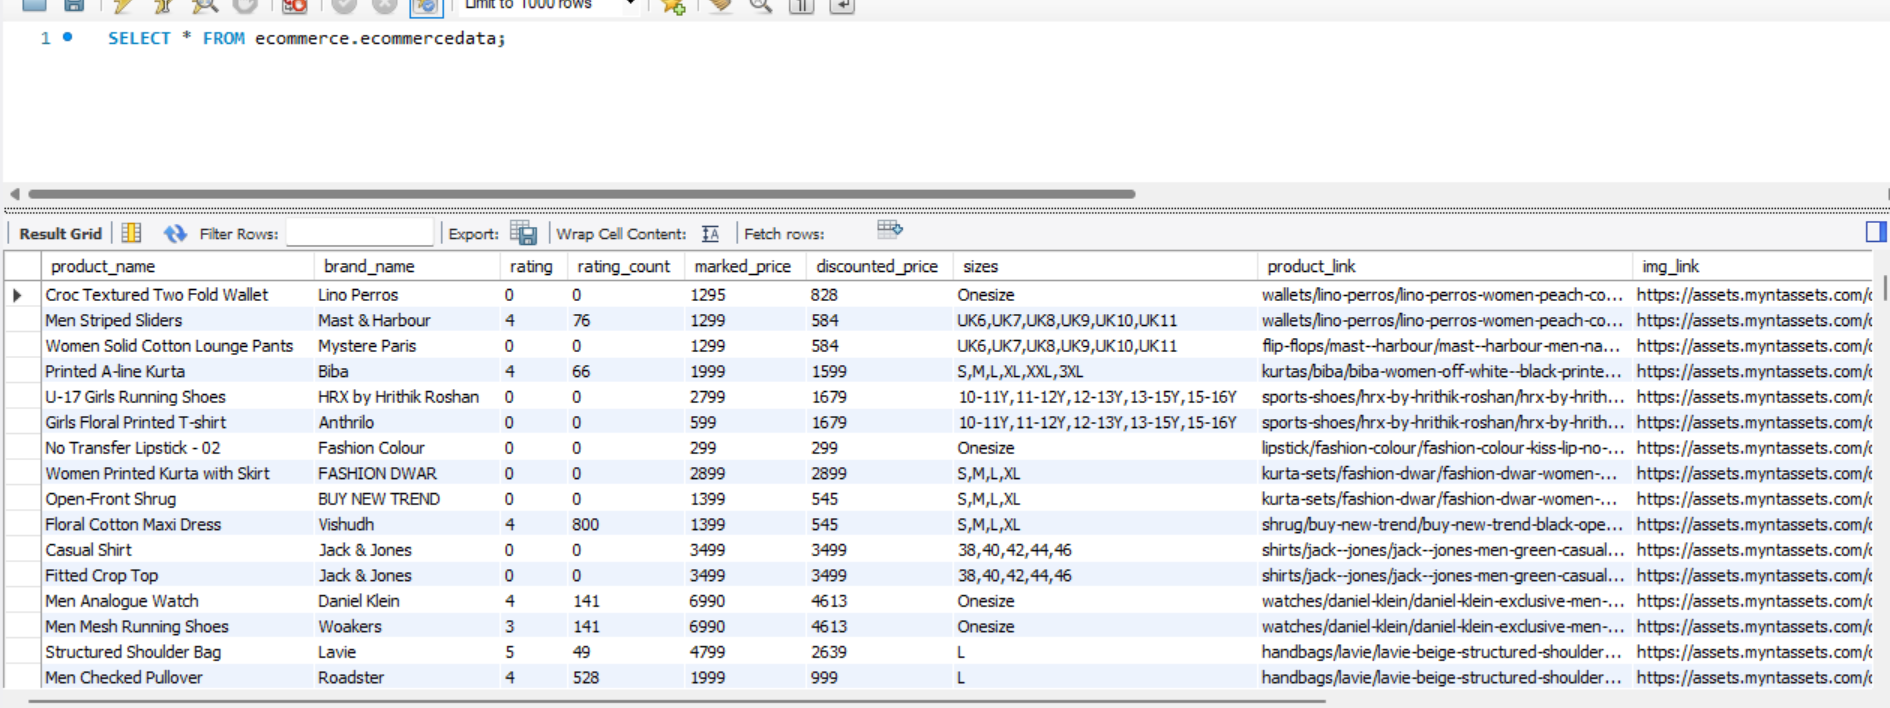 Limit to 1000 rows
1 SELECT * FROM ecommerce.ecommercedata;
Result Grid Filter Rows: Export: Wrap Cell Content: Fetch rows:
product_name brand_name rating rating_count marked_price discounted_price sizes product_link img_link
Croc Textured Two Fold Wallet Lino Perros 0 0 1295 828 Onesize wallets/lino-perros/lino-perros-women-peach-co... https://assets.myntassets.com/
Men Striped Sliders Mast & Harbour 4 76 1299 584 UK6,UK7,UK8,UK9,UK10,UK11 wallets/lino-perros/lino-perros-women-peach-co... https://assets.myntassets.com/
Women Solid Cotton Lounge Pants Mystere Paris 0 0 1299 584 UK6,UK7,UK8,UK9,UK10,UK11 flip-flops/mast--harbour/mast--harbour-men-na... https://assets.myntassets.com/
Printed A-line Kurta Biba 4 66 1999 1599 S,M,L,XL,XXL,3XL kurtas/biba/biba-women-off-white--black-printe... https://assets.myntassets.com/
U-17 Girls Running Shoes HRX by Hrithik Roshan 0 0 2799 1679 10-11Y,11-12Y,12-13Y,13-15Y,15-16Y sports-shoes/hrx-by-hrithik-roshan/hrx-by-hrith... https://assets.myntassets.com/
Girls Floral Printed T-shirt Anthrilo 0 0 599 1679 10-11Y,11-12Y,12-13Y,13-15Y,15-16Y sports-shoes/hrx-by-hrithik-roshan/hrx-by-hrith... https://assets.myntassets.com/
No Transfer Lipstick - 02 Fashion Colour 0 0 299 299 Onesize lipstick/fashion-colour/fashion-colour-kiss-lip-no-... https://assets.myntassets.com/
Women Printed Kurta with Skirt FASHION DWAR 0 0 2899 2899 S,M,L,XL kurta-sets/fashion-dwar/fashion-dwar-women-... https://assets.myntassets.com/
Open-Front Shrug BUY NEW TREND 0 0 1399 545 S,M,L,XL kurta-sets/fashion-dwar/fashion-dwar-women-... https://assets.myntassets.com/
Floral Cotton Maxi Dress Vishudh 4 800 1399 545 S,M,L,XL shrug/buy-new-trend/buy-new-trend-black-ope... https://assets.myntassets.com/
Casual Shirt Jack & Jones 0 0 3499 3499 38,40,42,44,46 shirts/jack--jones/jack--jones-men-green-casual... https://assets.myntassets.com/
Fitted Crop Top Jack & Jones 0 0 3499 3499 38,40,42,44,46 shirts/jack--jones/jack--jones-men-green-casual... https://assets.myntassets.com/
Men Analogue Watch Daniel Klein 4 141 6990 4613 Onesize watches/daniel-klein/daniel-klein-exclusive-men-... https://assets.myntassets.com/
Men Mesh Running Shoes Woakers 3 141 6990 4613 Onesize watches/daniel-klein/daniel-klein-exclusive-men-... https://assets.myntassets.com/
Structured Shoulder Bag Lavie 5 49 4799 2639 L handbags/lavie/lavie-beige-structured-shoulder... https://assets.myntassets.com/
Men Checked Pullover Roadster 4 528 1999 999 L handbags/lavie/lavie-beige-structured-shoulder... https://assets.myntassets.com/